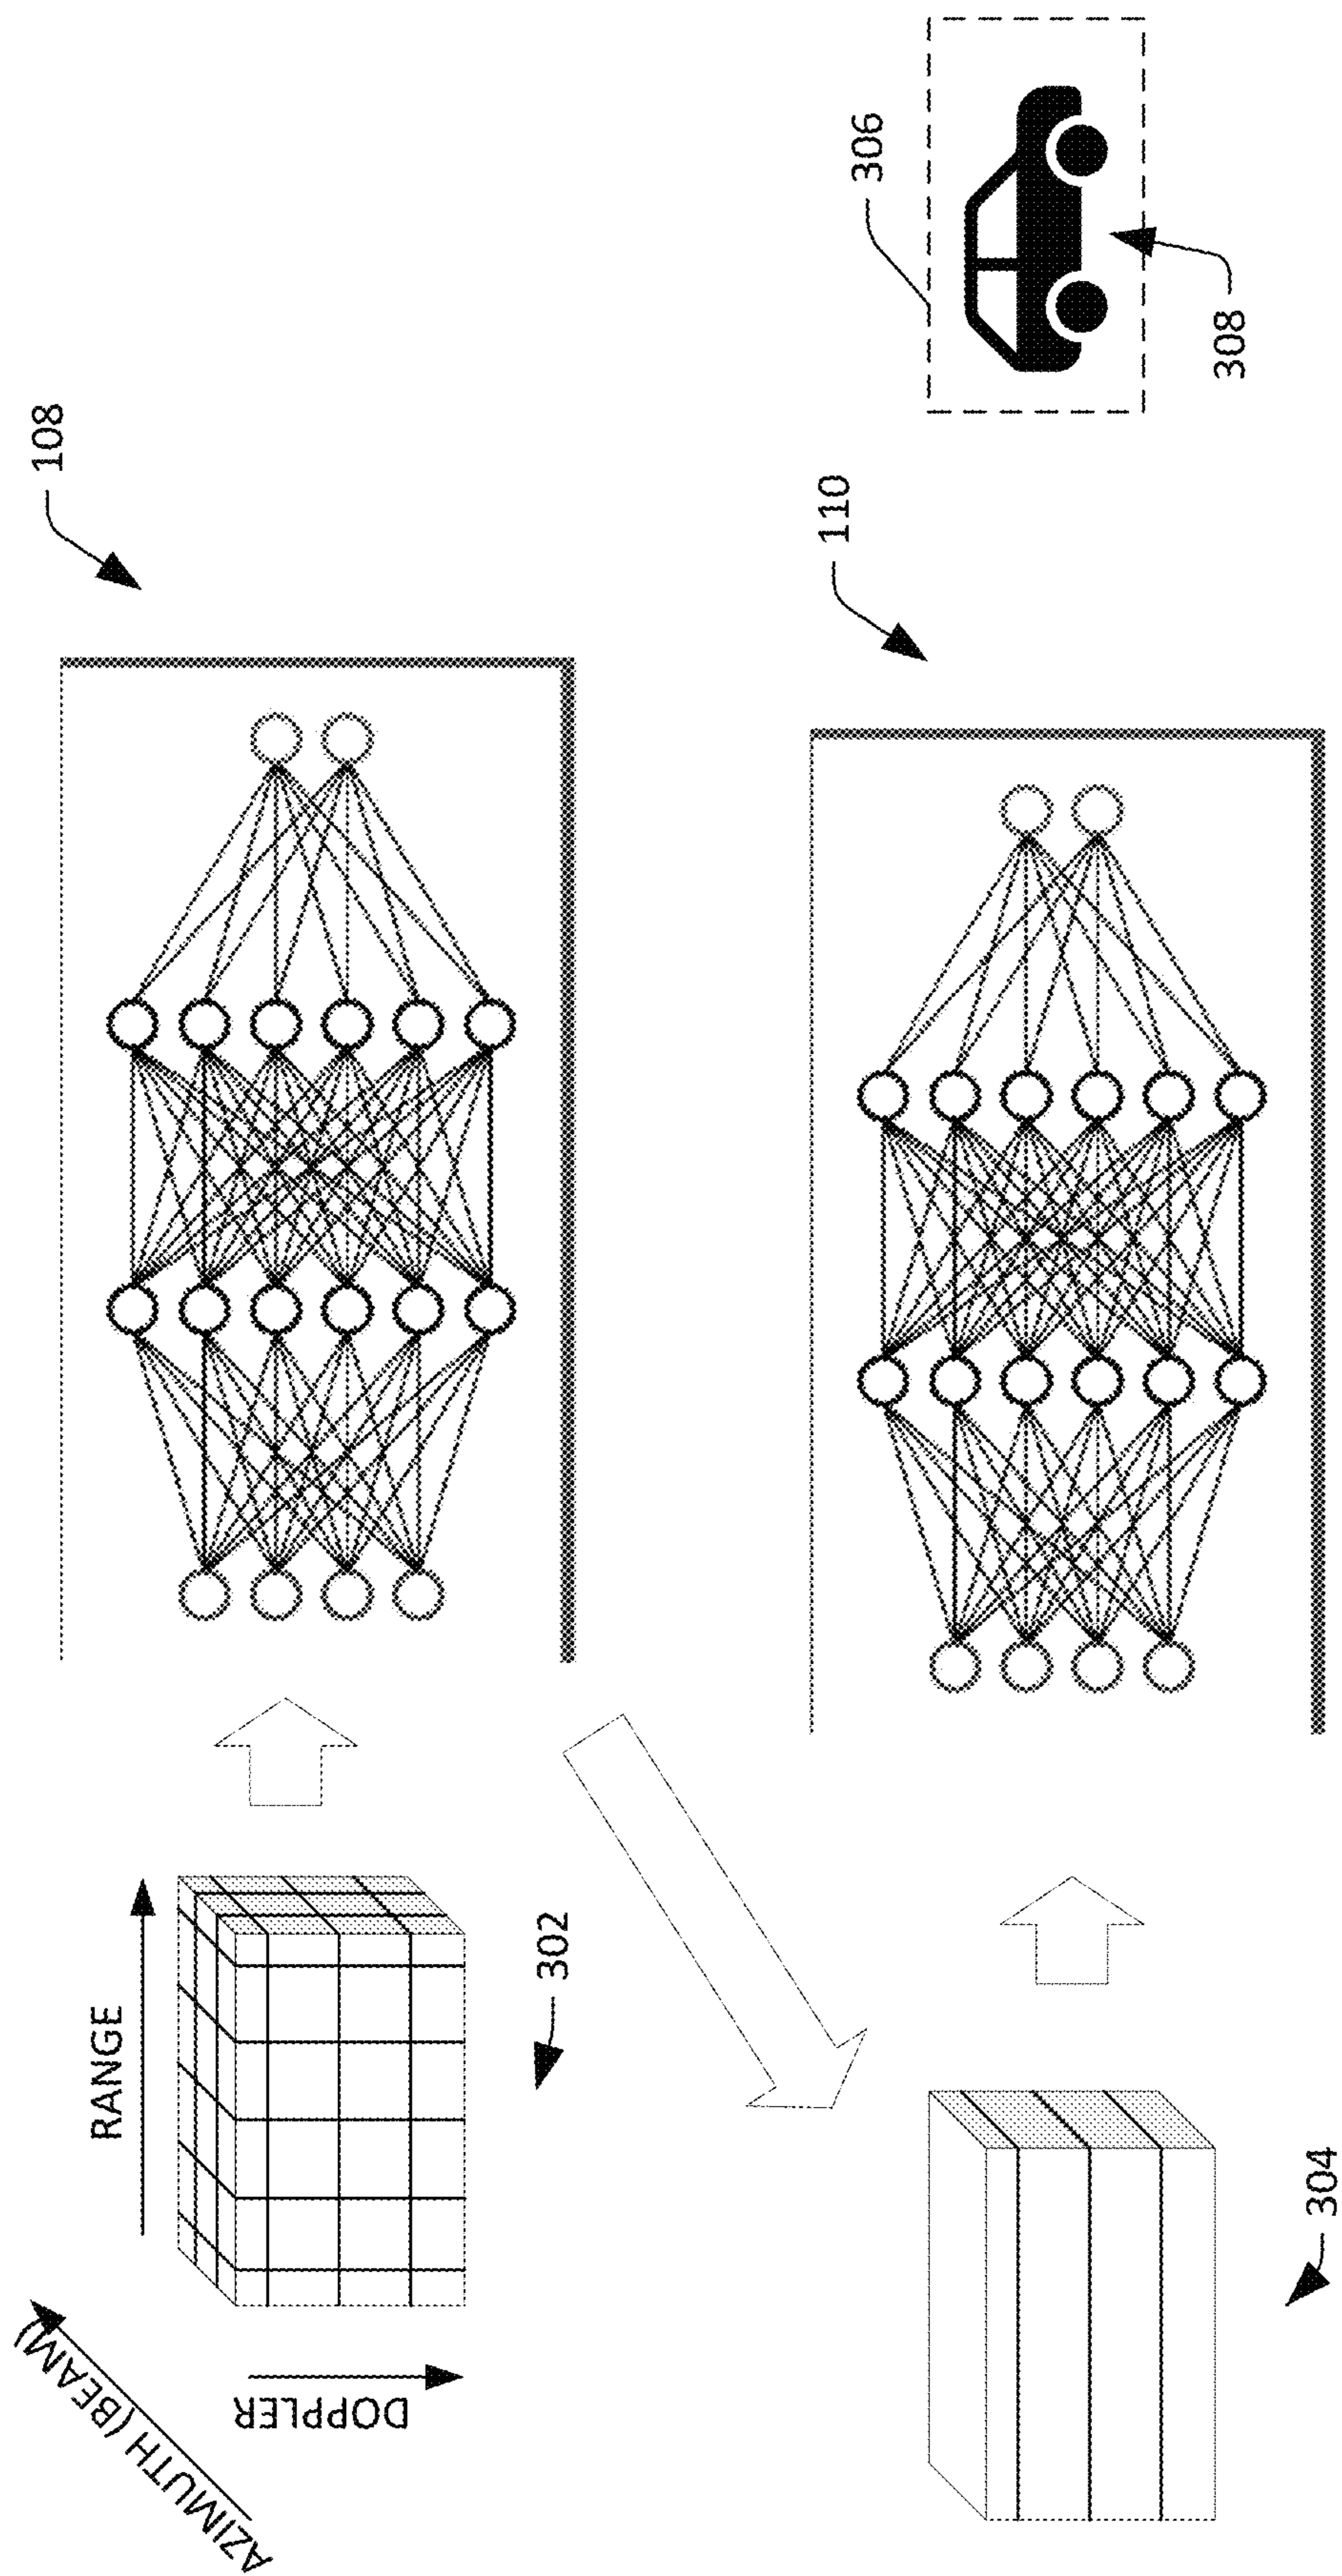 108
RANGE
AZIMUTH (BEAM)
DOPPLER
302
110
306
308
304